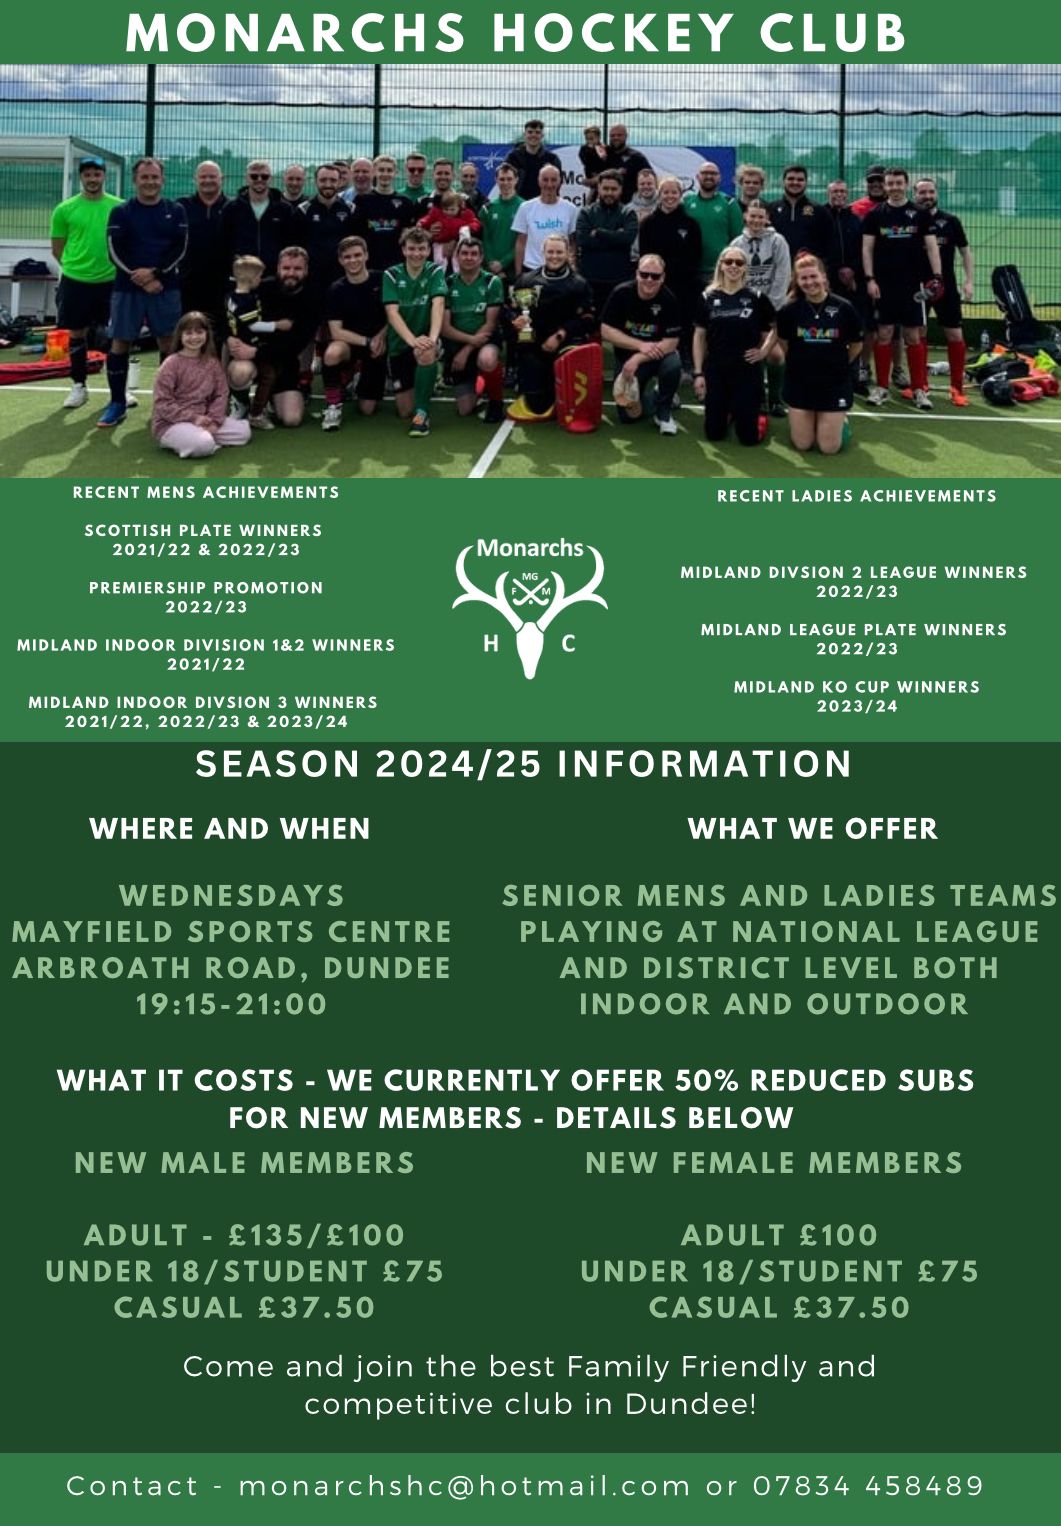 MONARCHS HOCKEY CLUB
Mo
wish
adidas
RECENT MENS ACHIEVEMENTS
SCOTTISH PLATE WINNERS
2021/22 & 2022/23
PREMIERSHIP PROMOTION
2022/23
MIDLAND INDOOR DIVISION 1&2 WINNERS
2021/22
MIDLAND INDOOR DIVSION 3 WINNERS
2021/22, 2022/23 & 2023/24
Monarchs
MG
F M
H C
RECENT LADIES ACHIEVEMENTS
MIDLAND DIVSION 2 LEAGUE WINNERS
2022/23
MIDLAND LEAGUE PLATE WINNERS
2022/23
MIDLAND KO CUP WINNERS
2023/24
SEASON 2024/25 INFORMATION
WHERE AND WHEN
WEDNESDAYS
MAYFIELD SPORTS CENTRE
ARBROATH ROAD, DUNDEE
19:15-21:00
WHAT WE OFFER
SENIOR MENS AND LADIES TEAMS
PLAYING AT NATIONAL LEAGUE
AND DISTRICT LEVEL BOTH
INDOOR AND OUTDOOR
WHAT IT COSTS - WE CURRENTLY OFFER 50% REDUCED SUBS
FOR NEW MEMBERS - DETAILS BELOW
NEW MALE MEMBERS
ADULT - £135/£100
UNDER 18/STUDENT £75
CASUAL £37.50
NEW FEMALE MEMBERS
ADULT £100
UNDER 18/STUDENT £75
CASUAL £37.50
Come and join the best Family Friendly and
competitive club in Dundee!
Contact - monarchshc@hotmail.com or 07834 458489